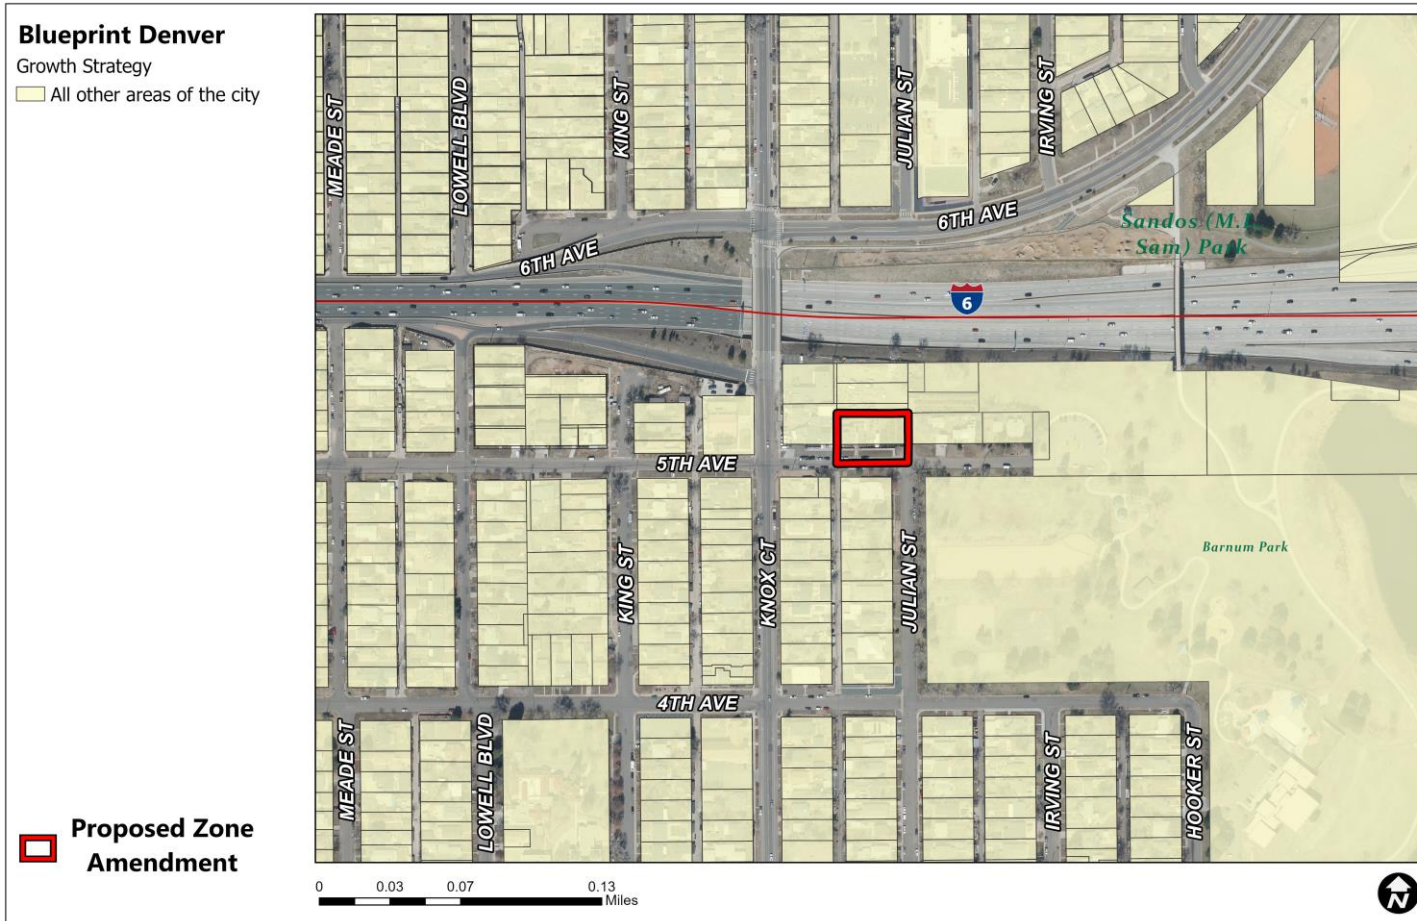 Blueprint Denver
Growth Strategy
All other areas of the city
MEADE ST
LOWELL BLVD
KING ST
JULIAN ST
IRVING ST
6TH AVE
6TH AVE
Sandos (M.L.
Sam) Park
6
5TH AVE
KING ST
KNOX CT
JULIAN ST
Barnum Park
4TH AVE
MEADE ST
LOWELL BLVD
IRVING ST
HOOKER ST
Proposed Zone
Amendment
0 0.03 0.07 0.13
Miles
N